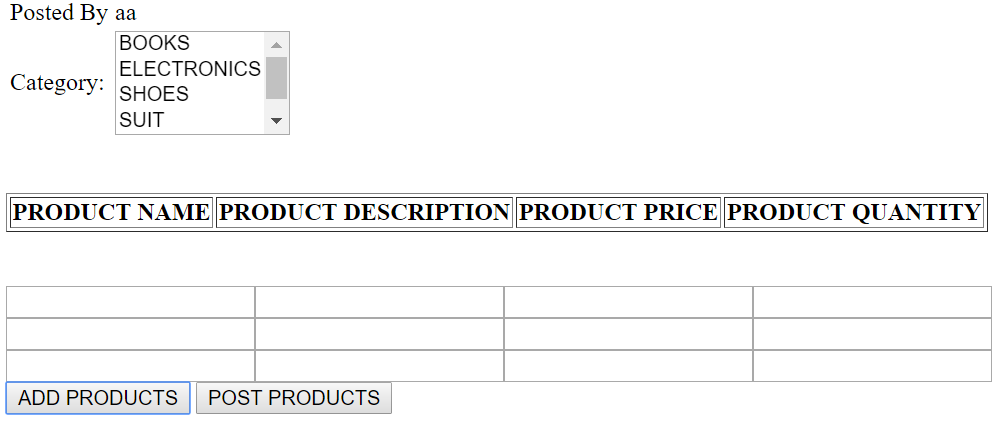 Posted By aa
Category:
BOOKS
ELECTRONICS
SHOES
SUIT
PRODUCT NAME PRODUCT DESCRIPTION PRODUCT PRICE PRODUCT QUANTITY
ADD PRODUCTS POST PRODUCTS